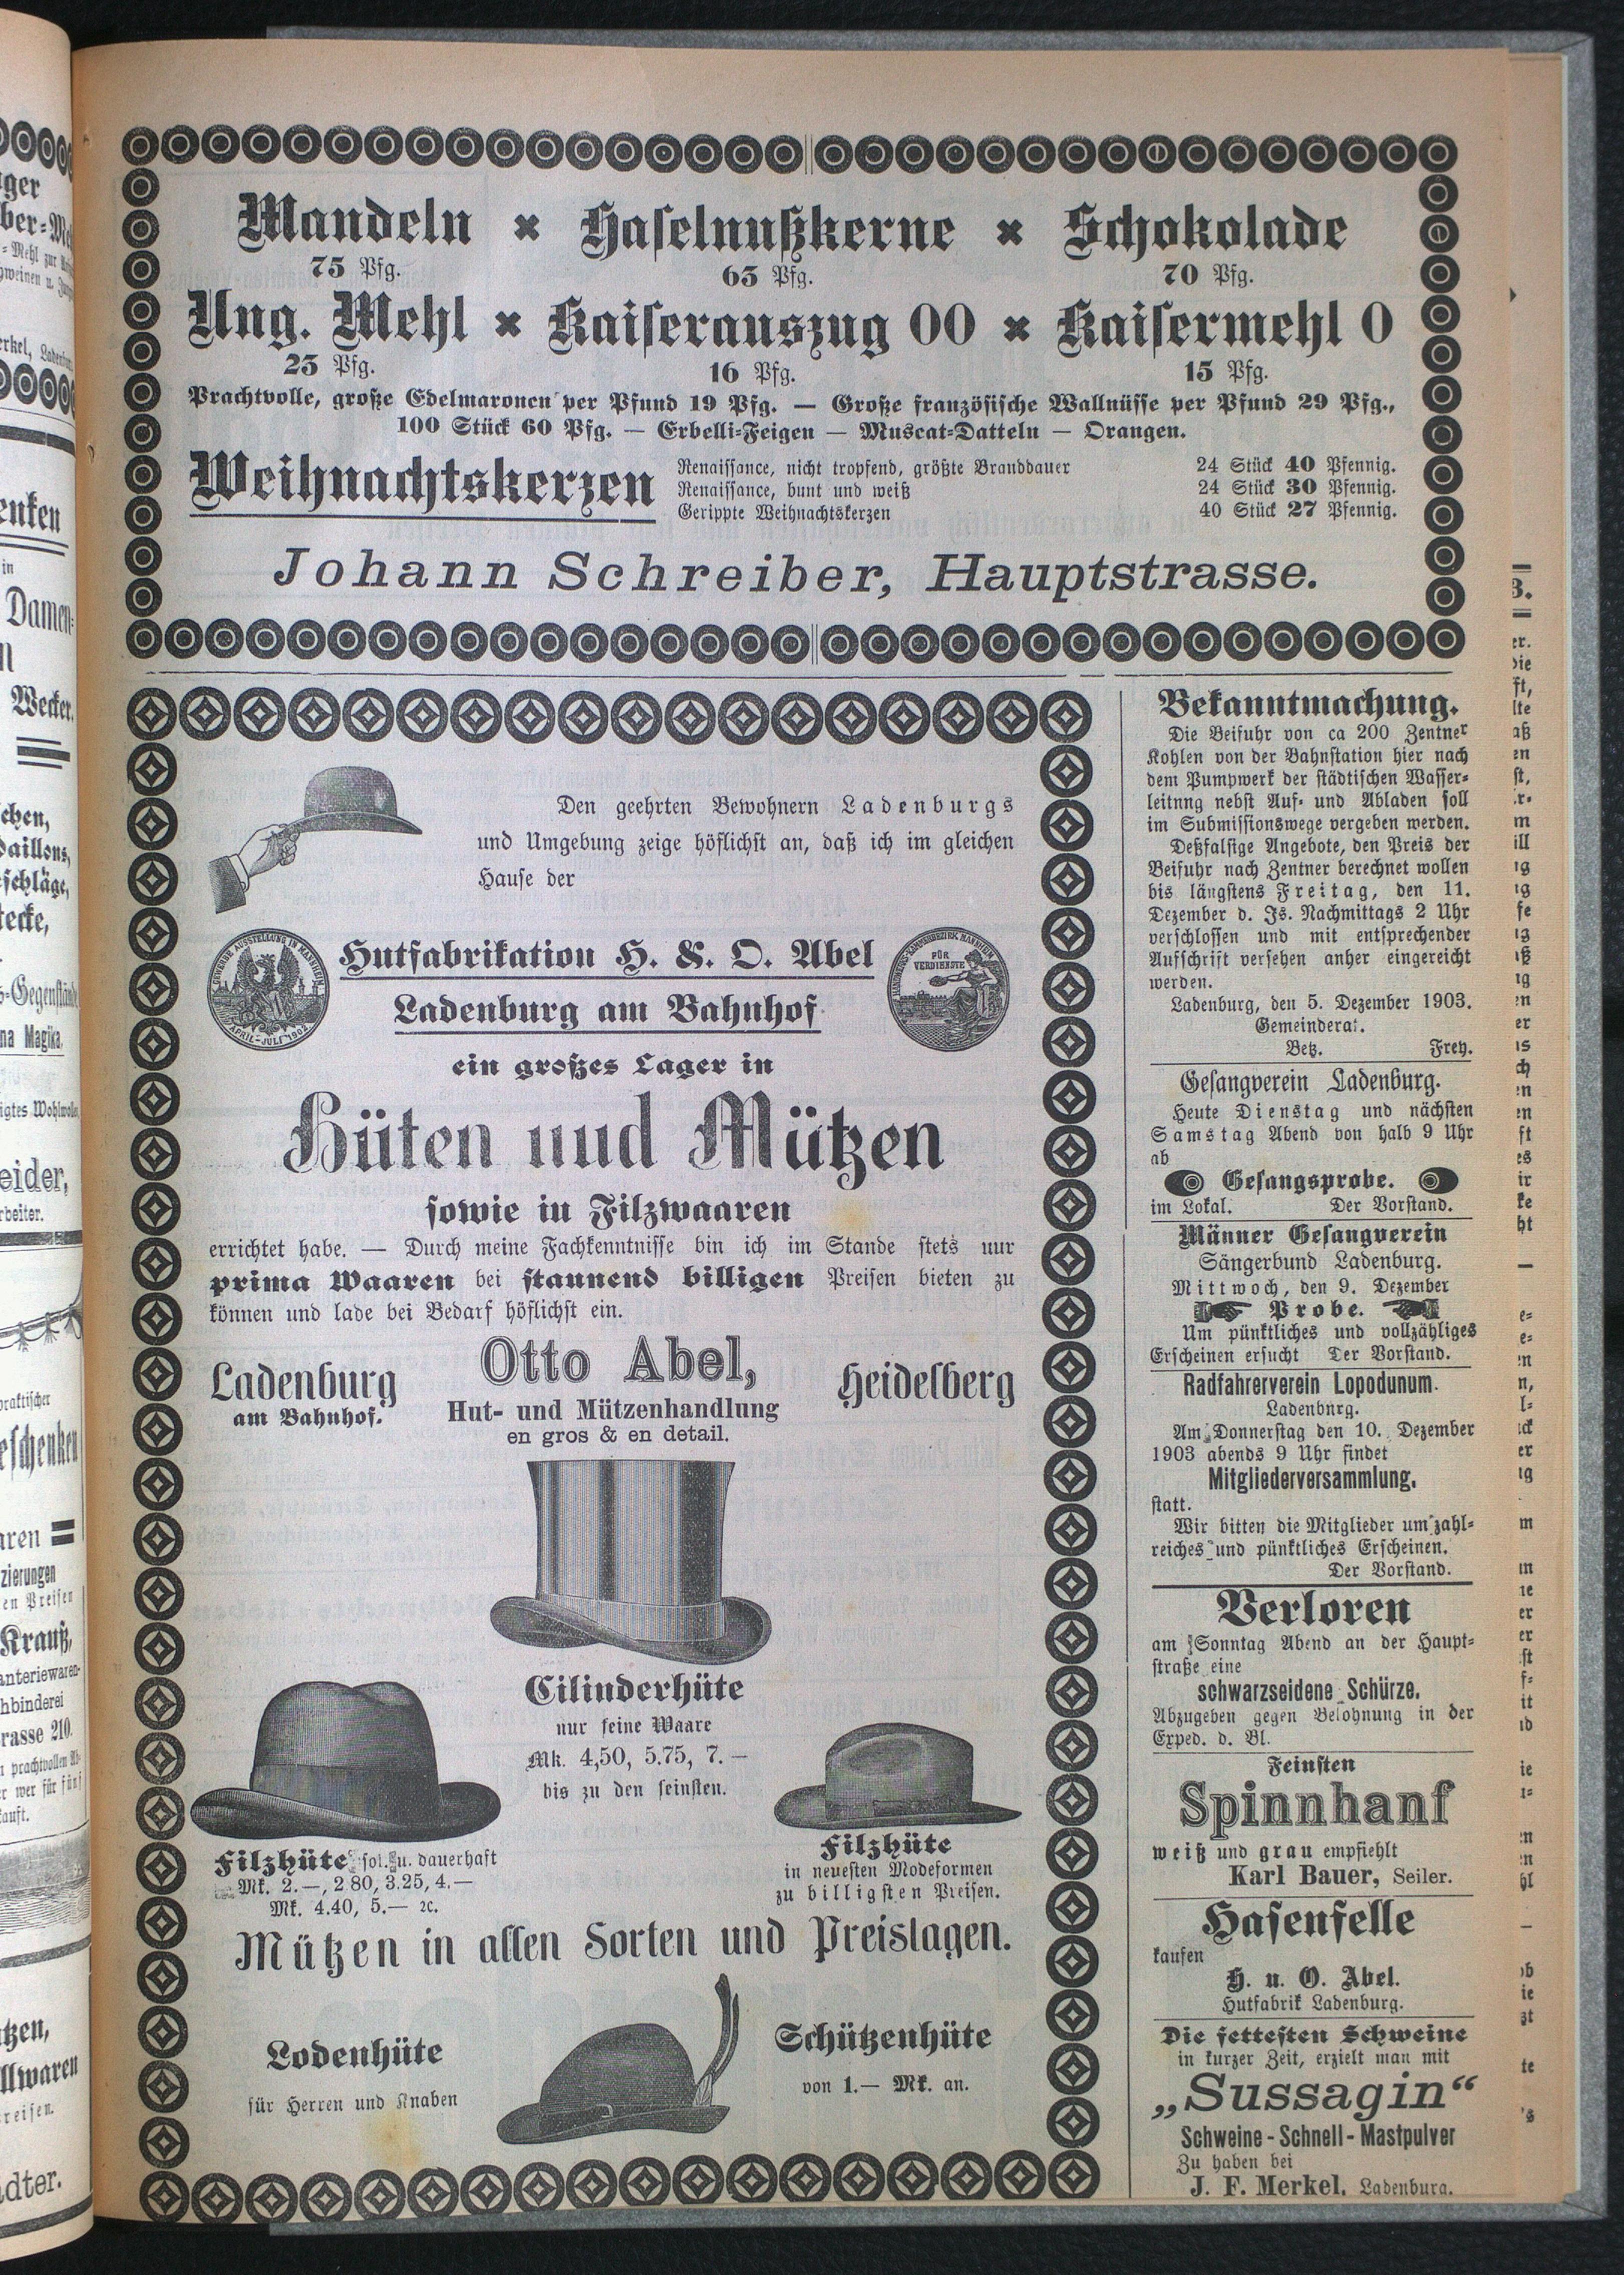 Mandeln × Haselnußkerne × Schokolade
75 Pfg. 63 Pfg. 70 Pfg.
Ung. Mehl × Kaiserauszug 00 × Kaisermehl 0
23 Pfg. 16 Pfg. 15 Pfg.
Prachtvolle, große Edelmaronen per Pfund 19 Pfg. — Große französische Wallnüsse per Pfund 29 Pfg.,
100 Stück 60 Pfg. — Erbelli-Feigen — Muscat-Datteln — Orangen.
Weihnachtskerzen
Renaissance, nicht tropfend, größte Branddauer 24 Stück 40 Pfennig.
Renaissance, bunt und weiß 24 Stück 30 Pfennig.
Gerippte Weihnachtskerzen 40 Stück 27 Pfennig.
Johann Schreiber, Hauptstrasse.
Den geehrten Bewohnern Ladenburgs
und Umgebung zeige höflichst an, daß ich im gleichen
Hause der
GEWERBE-AUSSTELLUNG IN MANNHEIM
APRIL-JULI 1902
Hutfabrikation H. &. O. Abel
Ladenburg am Bahnhof
HANDWERKSKAMMERBEZIRK MANNHEIM
FÜR
VERDIENSTE
ein großes Lager in
Hüten und Mützen
sowie in Filzwaaren
errichtet habe. — Durch meine Fachkenntnisse bin ich im Stande stets nur
prima Waaren bei staunend billigen Preisen bieten zu
können und lade bei Bedarf höflichst ein.
Otto Abel,
Ladenburg
am Bahnhof.
Heidelberg
Hut- und Mützenhandlung
en gros & en detail.
Cilinderhüte
nur feine Waare
Mk. 4,50, 5.75, 7. —
bis zu den feinsten.
Filzhüte sol. u. dauerhaft
Mk. 2.—, 2 80, 3.25, 4.—
Mk. 4.40, 5.— ꝛc.
Filzhüte
in neuesten Modeformen
zu billigsten Preisen.
Mützen in allen Sorten und Preislagen.
Lodenhüte
für Herren und Knaben
Schützenhüte
von 1.— Mk. an.
Bekanntmachung.
Die Beifuhr von ca 200 Zentner
Kohlen von der Bahnstation hier nach
dem Pumpwerk der städtischen Wasser-
leitnng nebst Auf- und Abladen soll
im Submissionswege vergeben werden.
Deßfalsige Angebote, den Preis der
Beifuhr nach Zentner berechnet wollen
bis längstens Freitag, den 11.
Dezember d. Js. Nachmittags 2 Uhr
verschlossen und mit entsprechender
Aufschrift versehen anher eingereicht
werden.
Ladenburg, den 5. Dezember 1903.
Gemeinderat.
Betz. Frey.
Gesangverein Ladenburg.
Heute Dienstag und nächsten
Samstag Abend von halb 9 Uhr
ab
Gesangsprobe.
im Lokal. Der Vorstand.
Männer Gesangverein
Sängerbund Ladenburg.
Mittwoch, den 9. Dezember
Probe.
Um pünktliches und vollzähliges
Erscheinen ersucht Der Vorstand.
Radfahrerverein Lopodunum.
Ladenburg.
Am Donnerstag den 10. Dezember
1903 abends 9 Uhr findet
Mitgliederversammlung.
statt.
Wir bitten die Mitglieder um zahl-
reiches und pünktliches Erscheinen.
Der Vorstand.
Verloren
am Sonntag Abend an der Haupt-
straße eine
schwarzseidene Schürze.
Abzugeben gegen Belohnung in der
Exped. d. Bl.
Feinsten
Spinnhanf
weiß und grau empfiehlt
Karl Bauer, Seiler.
Hasenfelle
kaufen
H. u. O. Abel.
Hutfabrik Ladenburg.
Die fettesten Schweine
in kurzer Zeit, erzielt man mit
„Sussagin“
Schweine-Schnell-Mastpulver
Zu haben bei
J. F. Merkel, Ladenburg.